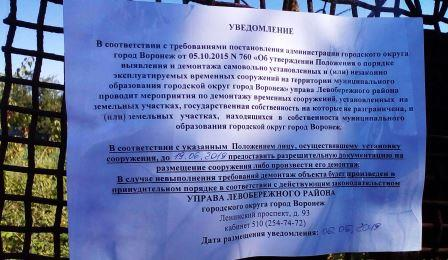 УВЕДОМЛЕНИЕ
В соответствии с требованиями постановления администрации городского округа
город Воронеж от 05.10.2015 N 760 «Об утверждении Положения о порядке
выявления и демонтажа самовольно установленных и (или) незаконно
эксплуатируемых временных сооружений на территории муниципального
образования городской округ город Воронеж» управа Левобережного района
проводит мероприятия по демонтажу временных сооружений, установленных на
земельных участках, государственная собственность на которые не разграничена, и
(или) земельных участках, находящихся в собственности муниципального
образования городской округ город Воронеж.
В соответствии с указанным Положением лицу, осуществившему установку
сооружения, до 14.06.2019 предоставить разрешительную документацию на
размещение сооружения либо произвести его демонтаж.
В случае невыполнения требований демонтаж объекта будет произведен в
принудительном порядке в соответствии с действующим законодательством
УПРАВА ЛЕВОБЕРЕЖНОГО РАЙОНА
городского округа город Воронеж
Ленинский проспект, д. 93
кабинет 510 (254-74-72)
Дата размещения уведомления: 06.06.2019